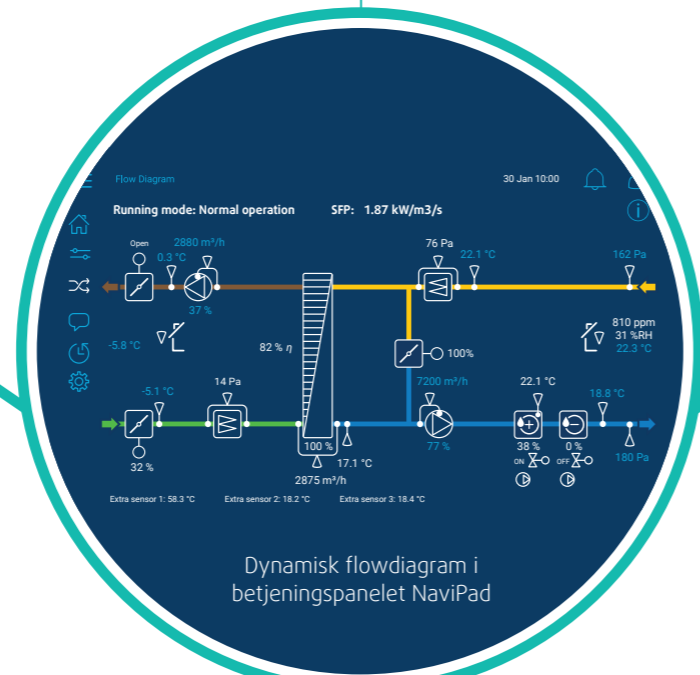 Flow Diagram
30 Jan 10:00
Running mode: Normal operation
SFP: 1.87 kW/m3/s
Open
2880 m³/h
0.3 °C
37 %
76 Pa
22.1 °C
162 Pa
-5.8 °C
82 % η
100%
810 ppm
31 %RH
22.3 °C
-5.1 °C
14 Pa
7200 m³/h
22.1 °C
18.8 °C
32 %
100 %
17.1 °C
77 %
38 %
0 %
180 Pa
ON
OFF
2875 m³/h
Extra sensor 1: 58.3 °C
Extra sensor 2: 18.2 °C
Extra sensor 3: 18.4 °C
Dynamisk flowdiagram i
betjeningspanelet NaviPad